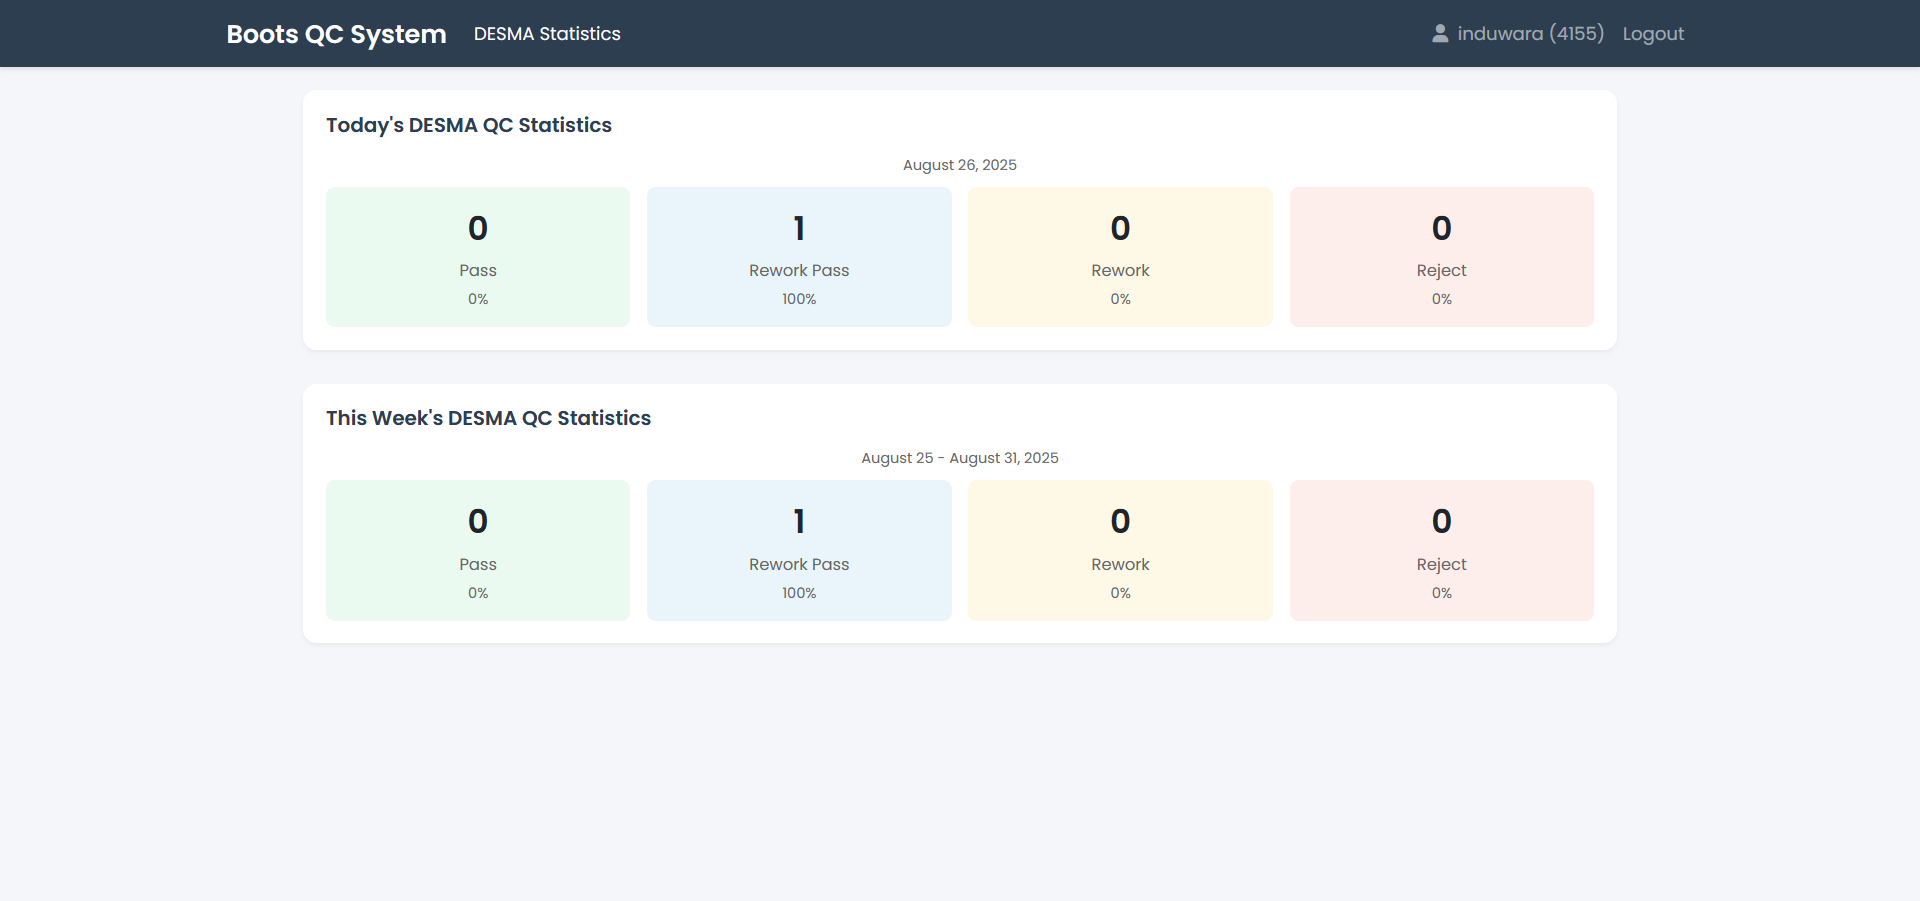 Boots QC System DESMA Statistics induwara (4155) Logout
Today's DESMA QC Statistics
August 26, 2025
0 1 0 0
Pass Rework Pass Rework Reject
0% 100% 0% 0%
This Week's DESMA QC Statistics
August 25 - August 31, 2025
0 1 0 0
Pass Rework Pass Rework Reject
0% 100% 0% 0%